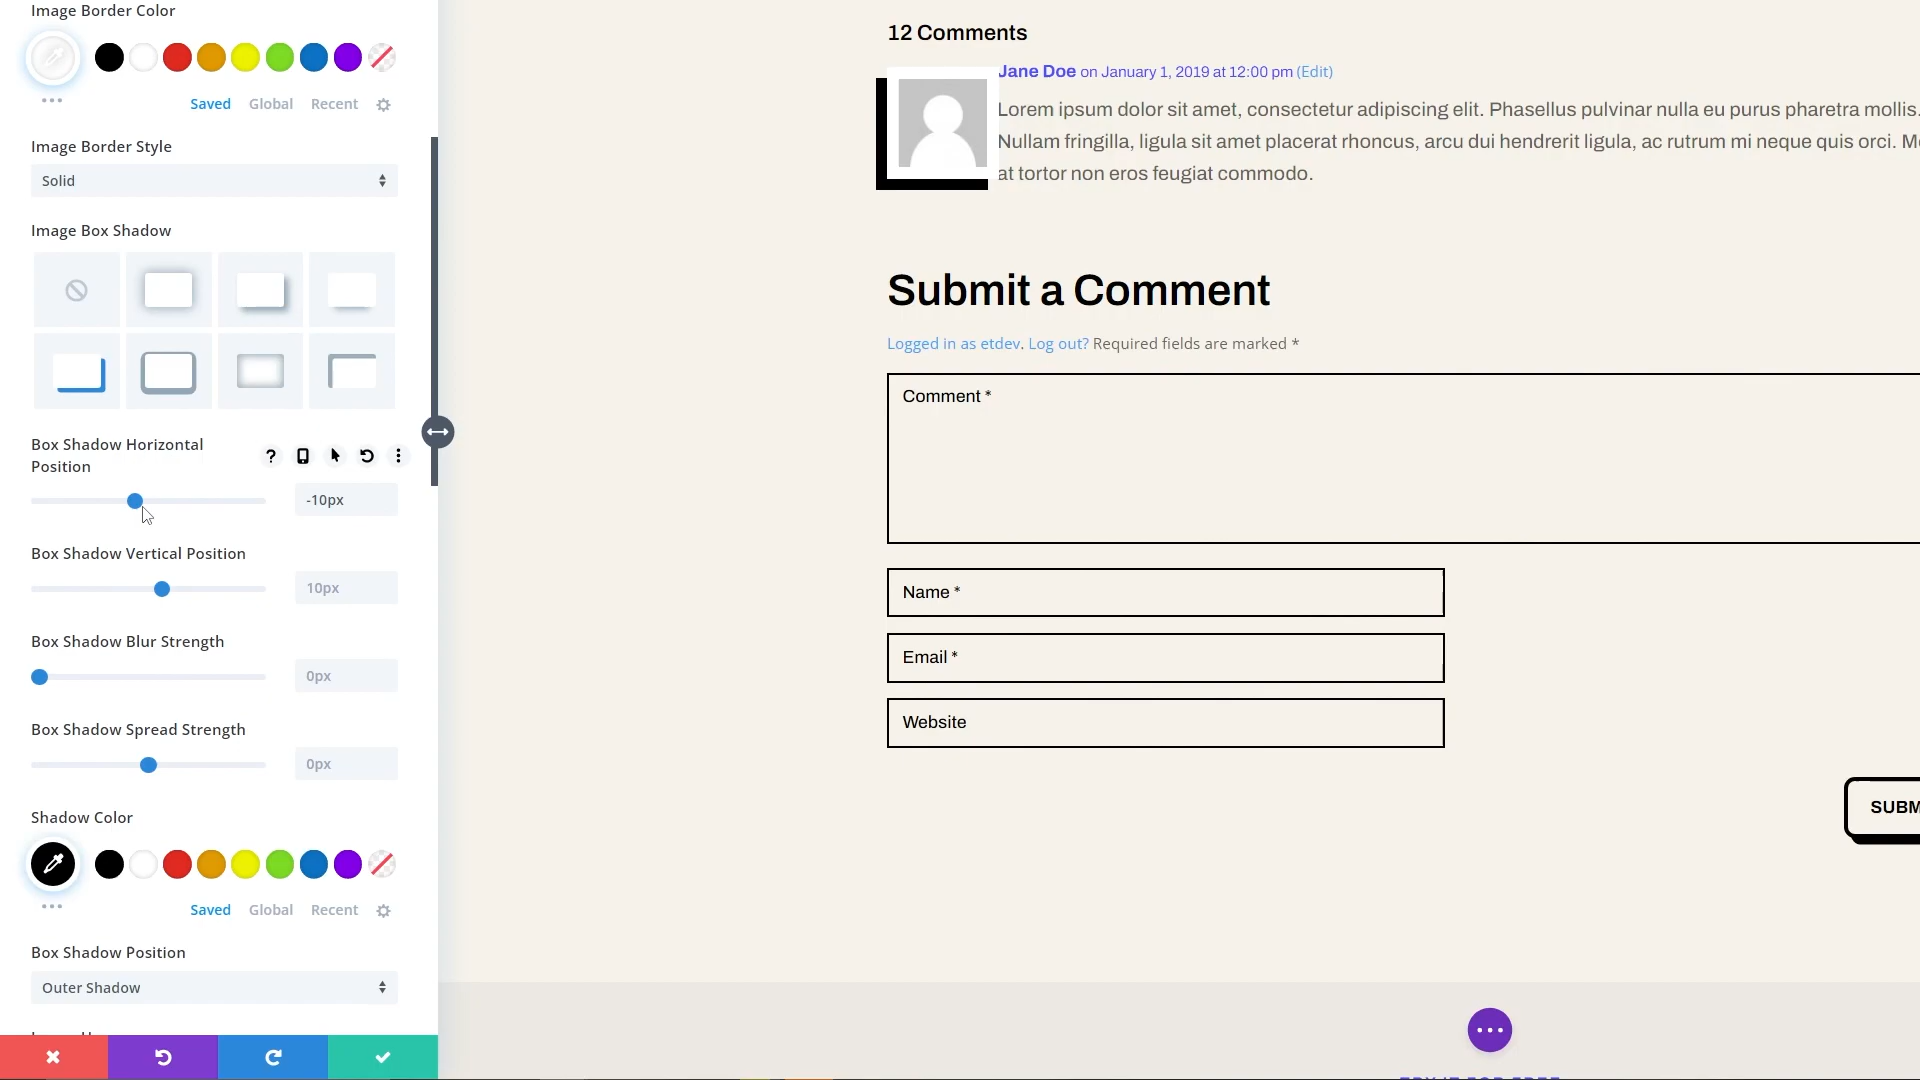 Image Border Color
Saved Global Recent
Image Border Style
Solid
Image Box Shadow
Box Shadow Horizontal
Position
?
-10px
Box Shadow Vertical Position
10px
Box Shadow Blur Strength
0px
Box Shadow Spread Strength
0px
Shadow Color
Saved Global Recent
Box Shadow Position
Outer Shadow
12 Comments
Jane Doe on January 1, 2019 at 12:00 pm (Edit)
Lorem ipsum dolor sit amet, consectetur adipiscing elit. Phasellus pulvinar nulla eu purus pharetra mollis.
Nullam fringilla, ligula sit amet placerat rhoncus, arcu dui hendrerit ligula, ac rutrum mi neque quis orci.
at tortor non eros feugiat commodo.
Submit a Comment
Logged in as etdev. Log out? Required fields are marked *
Comment *
Name *
Email *
Website
SUBM